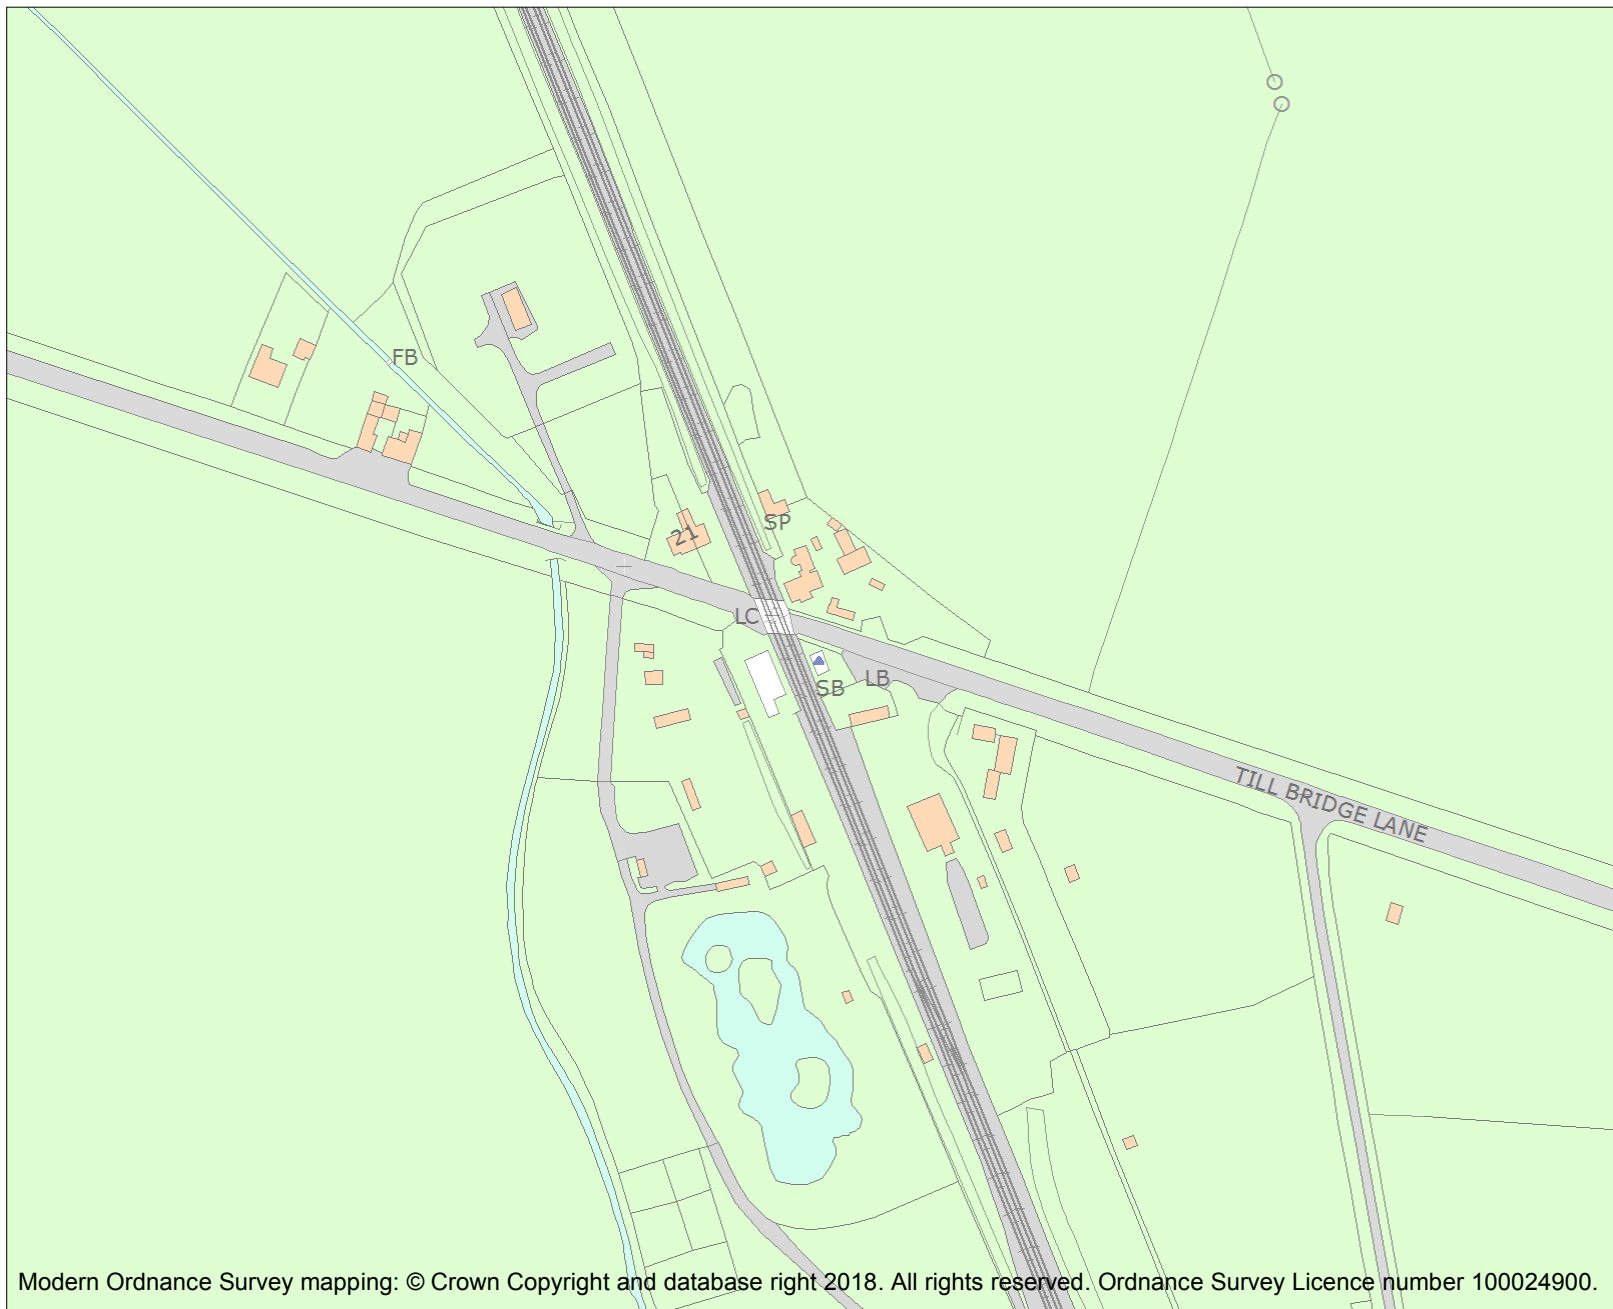 FB
21
SP
LC
SB
LB
TILL BRIDGE LANE
Modern Ordnance Survey mapping: © Crown Copyright and database right 2018. All rights reserved. Ordnance Survey Licence number 100024900.